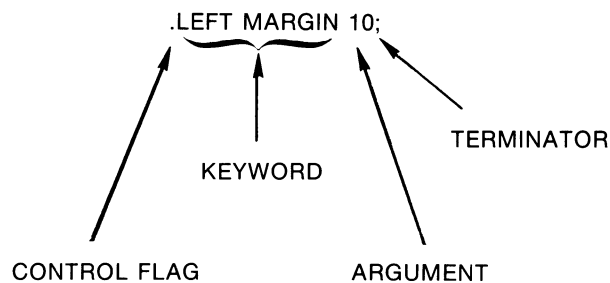 .LEFT MARGIN 10;
TERMINATOR
KEYWORD
CONTROL FLAG
ARGUMENT